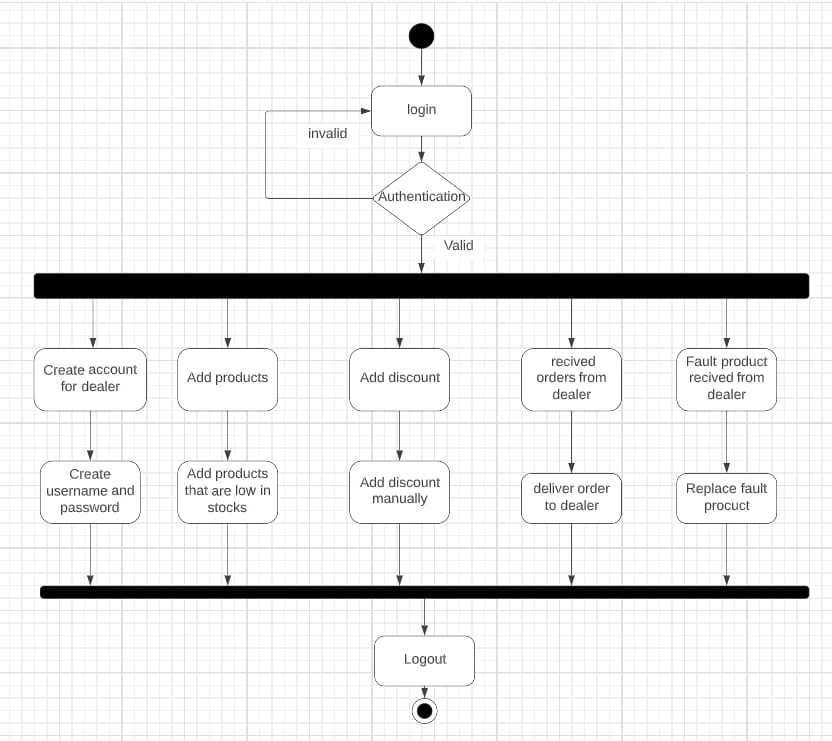 login
invalid
Authentication
Valid
Create account
for dealer
Add products
Add discount
recived
orders from
dealer
Fault product
recived from
dealer
Create
username and
password
Add products
that are low in
stocks
Add discount
manually
deliver order
to dealer
Replace fault
procuct
Logout